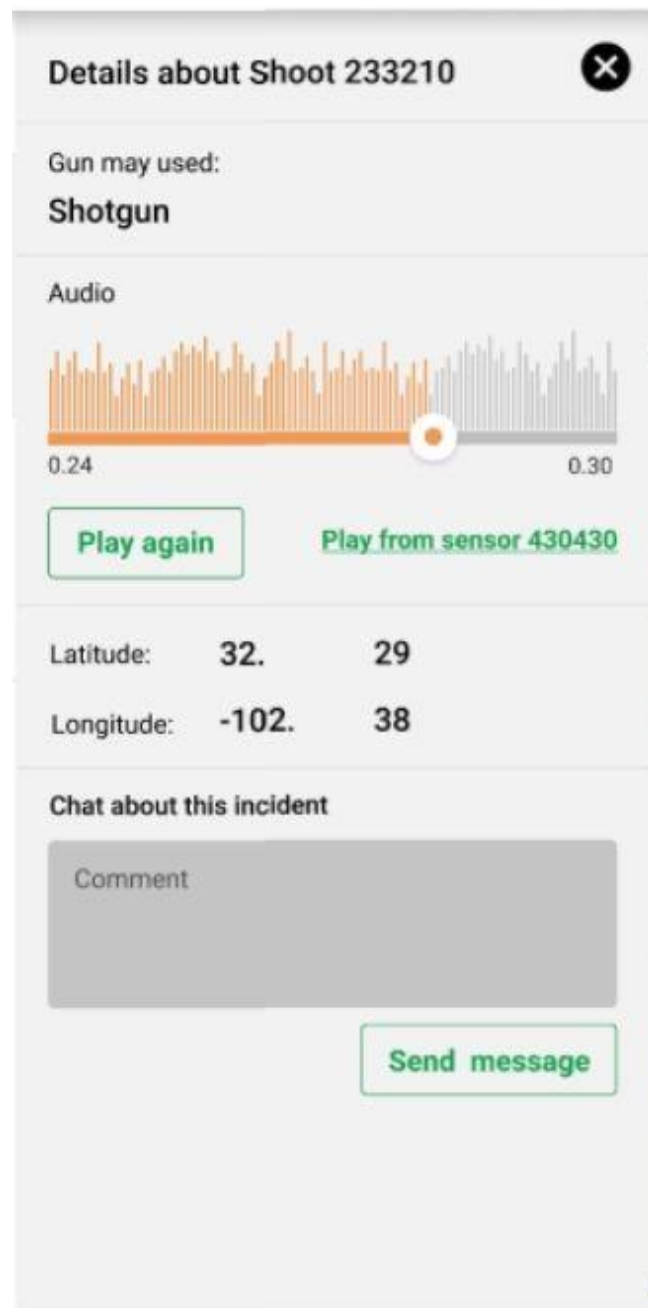 Details about Shoot 233210
Gun may used:
Shotgun
Audio
0.24 0.30
Play again Play from sensor 430430
Latitude: 32. 29
Longitude: -102. 38
Chat about this incident
Comment
Send message